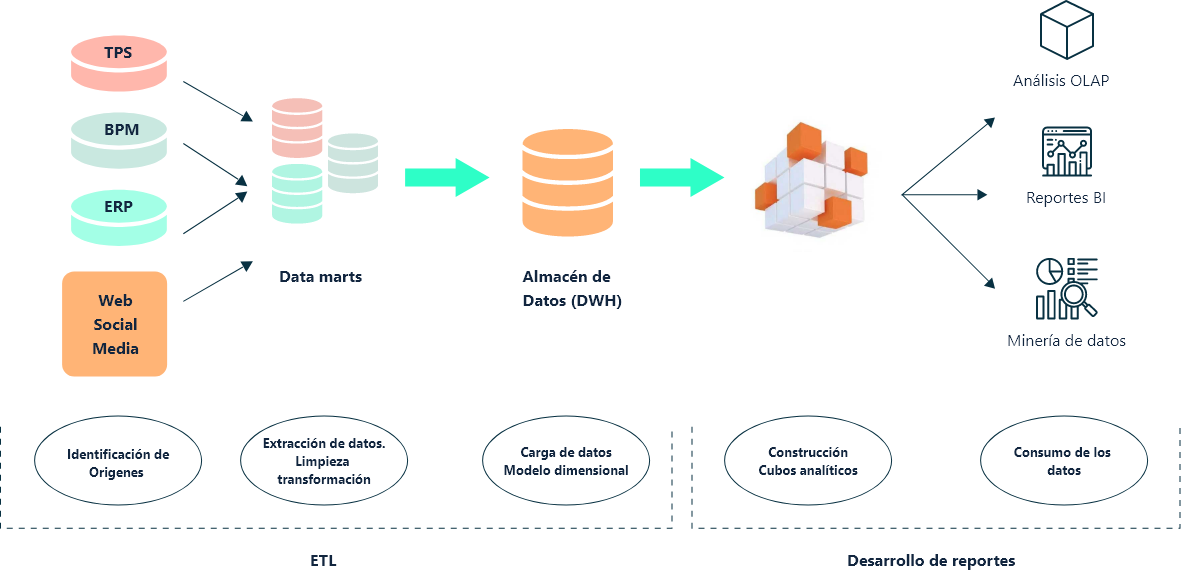 TPS
BPM
ERP
Web
Social
Media
Data marts
Almacén de
Datos (DWH)
Análisis OLAP
Reportes BI
Minería de datos
Identificación de
Origenes
Extracción de datos.
Limpieza
transformación
Carga de datos
Modelo dimensional
Construcción
Cubos analíticos
Consumo de los
datos
ETL
Desarrollo de reportes